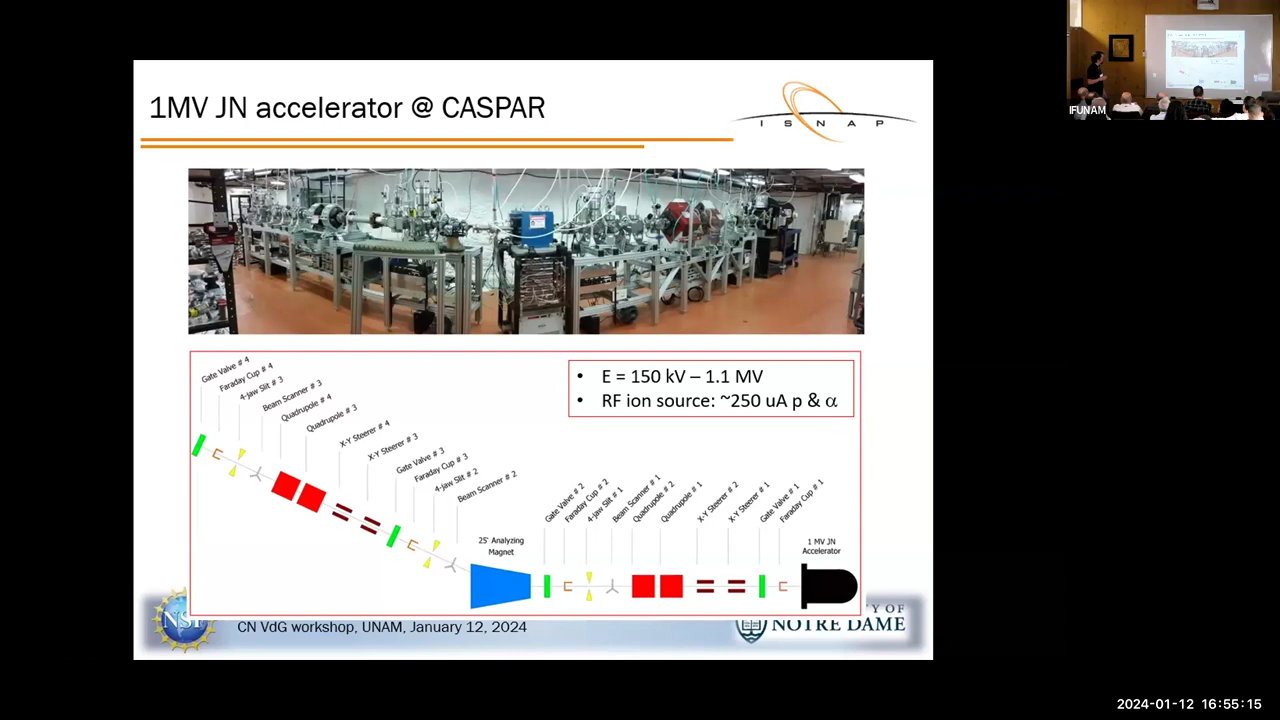 1MV JN accelerator @ CASPAR
I S N A P
• E = 150 kV – 1.1 MV
• RF ion source: ~250 uA p & α
Gate Valve # 4
Faraday Cup # 4
4-jaw Slit # 3
Beam Scanner # 3
Quadrupole # 4
Quadrupole # 3
X-Y Steerer # 4
X-Y Steerer # 3
Gate Valve # 3
Faraday Cup # 3
4-jaw Slit # 2
Beam Scanner # 2
25' Analyzing
Magnet
Gate Valve # 2
Faraday Cup # 2
4-jaw Slit # 1
Beam Scanner # 1
Quadrupole # 2
Quadrupole # 1
X-Y Steerer # 2
X-Y Steerer # 1
Gate Valve # 1
Faraday Cup # 1
1 MV JN
Accelerator
NSF
CN VdG workshop, UNAM, January 12, 2024
Y OF
NOTRE DAME
IFUNAM
2024-01-12 16:55:15